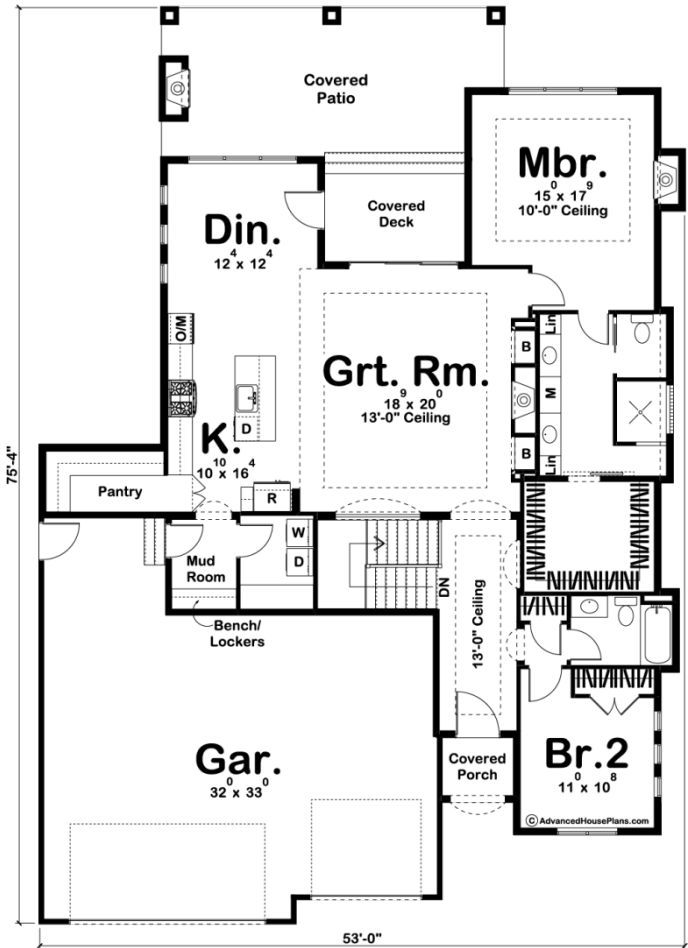 Covered
Patio
Mbr.
15⁰ x 17⁹
10'-0" Ceiling
Covered
Deck
Din.
12⁴ x 12⁴
O/M
Lin
B
Grt. Rm.
18⁹ x 20⁰
13'-0" Ceiling
M
D
K.
10¹⁰ x 16⁴
B
Lin
75'-4"
Pantry
R
W
D
Mud
Room
DN
13'-0" Ceiling
Bench/
Lockers
Gar.
32⁰ x 33⁰
Covered
Porch
Br.2
11⁰ x 10⁸
© AdvancedHousePlans.com
53'-0"